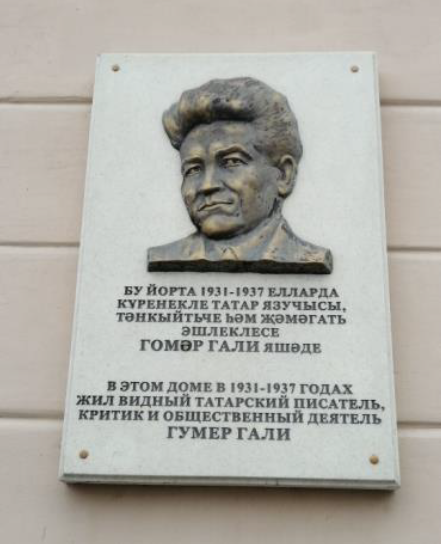 БУ ЙОРТА 1931-1937 ЕЛЛАРДА
КҮРЕНЕКЛЕ ТАТАР ЯЗУЧЫСЫ,
ТӘНКЫЙТЬЧЕ ҺӘМ ҖӘМӘГАТЬ
ЭШЛЕКЛЕСЕ
ГОМӘР ГАЛИ ЯШӘДЕ
В ЭТОМ ДОМЕ В 1931-1937 ГОДАХ
ЖИЛ ВИДНЫЙ ТАТАРСКИЙ ПИСАТЕЛЬ,
КРИТИК И ОБЩЕСТВЕННЫЙ ДЕЯТЕЛЬ
ГУМЕР ГАЛИ